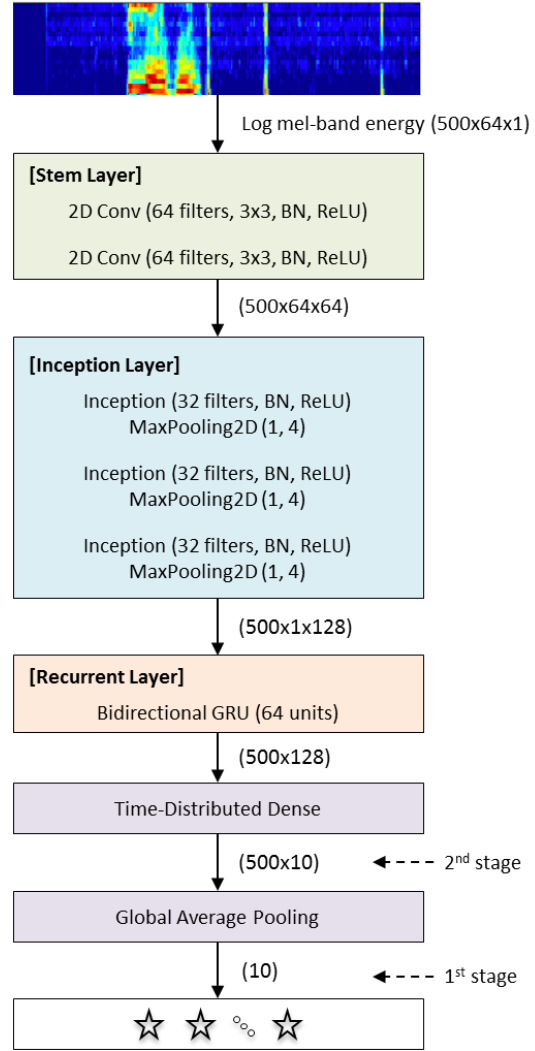 Log mel-band energy (500x64x1)
[Stem Layer]
2D Conv (64 filters, 3x3, BN, ReLU)
2D Conv (64 filters, 3x3, BN, ReLU)
(500x64x64)
[Inception Layer]
Inception (32 filters, BN, ReLU)
MaxPooling2D (1, 4)
Inception (32 filters, BN, ReLU)
MaxPooling2D (1, 4)
Inception (32 filters, BN, ReLU)
MaxPooling2D (1, 4)
(500x1x128)
[Recurrent Layer]
Bidirectional GRU (64 units)
(500x128)
Time-Distributed Dense
(500x10)
2nd stage
Global Average Pooling
(10)
1st stage